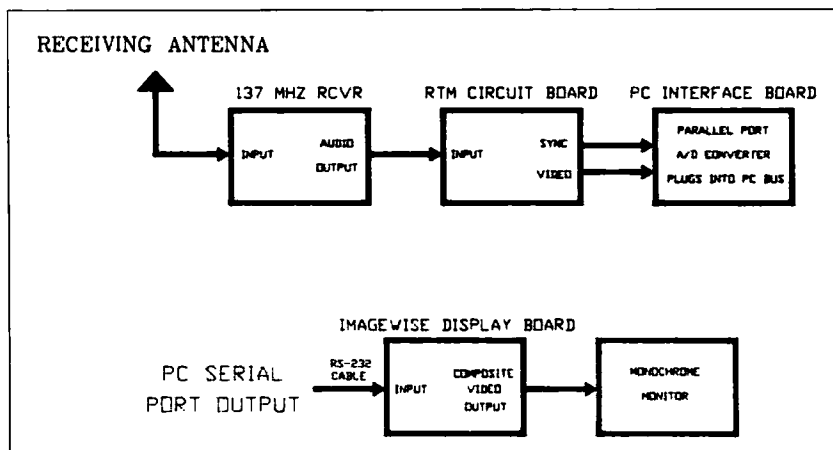 RECEIVING ANTENNA
137 MHZ RCVR
RTM CIRCUIT BOARD
PC INTERFACE BOARD
INPUT
AUDIO
OUTPUT
INPUT
SYNC
VIDEO
PARALLEL PORT
A/D CONVERTER
PLUGS INTO PC BUS
IMAGEWISE DISPLAY BOARD
PC SERIAL
PORT OUTPUT
RS-232
CABLE
INPUT
COMPOSITE
VIDEO
OUTPUT
MONOCHROME
MONITOR